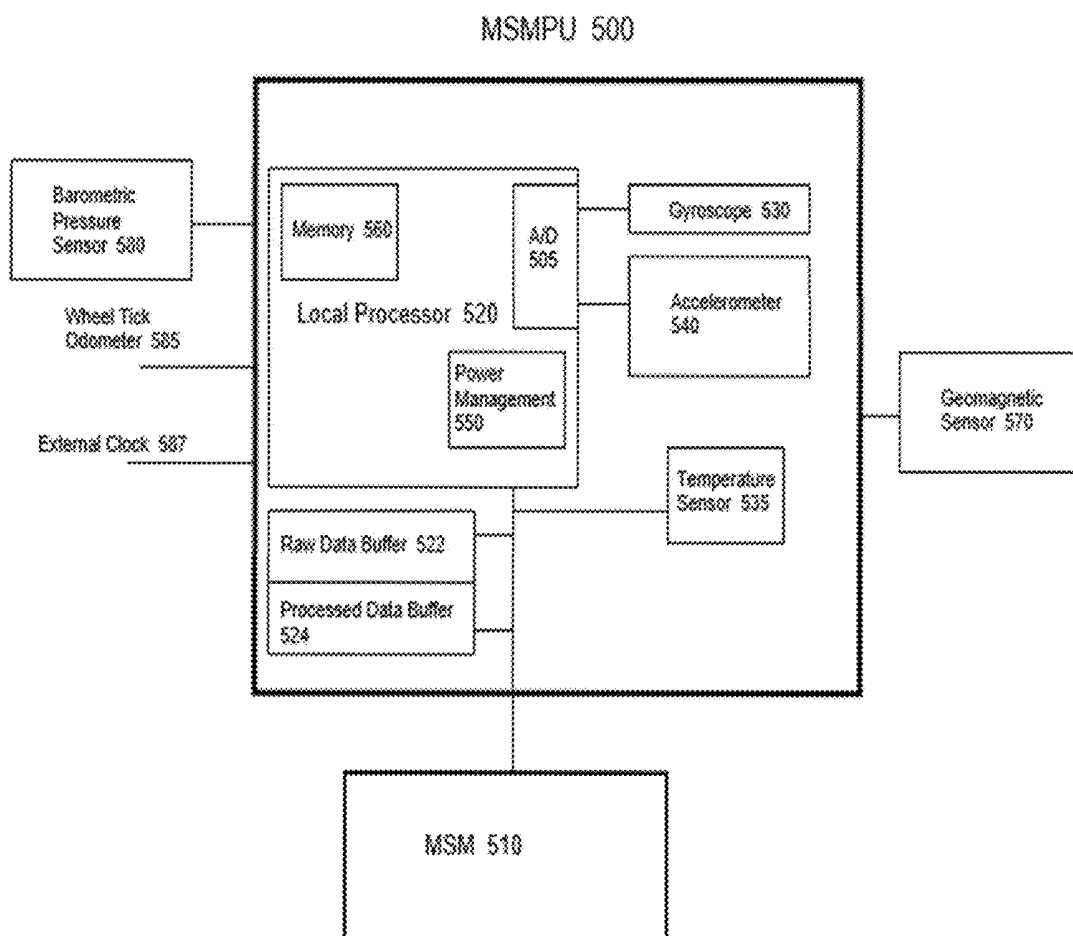 MSMPU 500
Barometric
Pressure
Sensor 580
Wheel Tick
Odometer 585
External Clock 587
Memory 560
A/D
505
Local Processor 520
Power
Management
550
Gyroscope 530
Accelerometer
540
Geomagnetic
Sensor 570
Temperature
Sensor 535
Raw Data Buffer 522
Processed Data Buffer
524
MSM 510